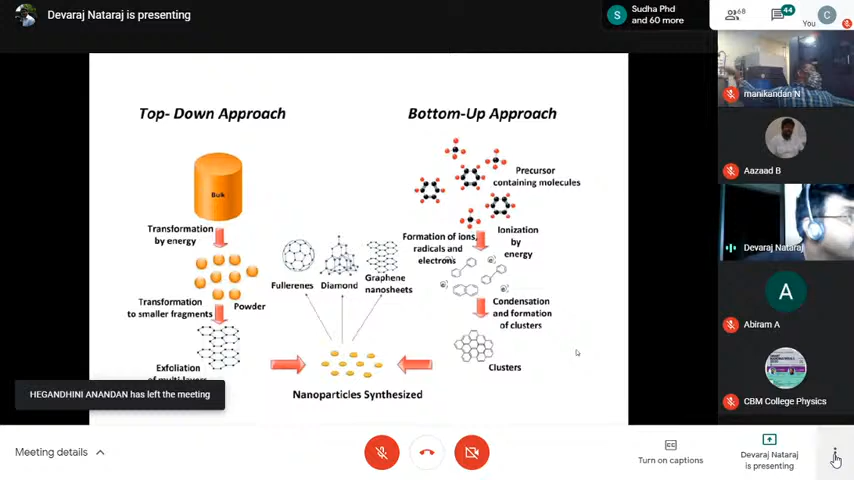 Devaraj Nataraj is presenting
S
Sudha Phd
and 60 more
68
44
C
You
Top- Down Approach
Bottom-Up Approach
Bulk
Transformation
by energy
Powder
Transformation
to smaller fragments
Exfoliation
Fullerenes
Diamond
Graphene
nanosheets
Precursor
containing molecules
Formation of ions,
radicals and
electrons
Ionization
by
energy
Condensation
and formation
of clusters
Clusters
Nanoparticles Synthesized
manikandan N
Aazaad B
Devaraj Nataraj
A
Abiram A
CBM College Physics
HEGANDHINI ANANDAN has left the meeting
Meeting details
Turn on captions
Devaraj Nataraj
is presenting